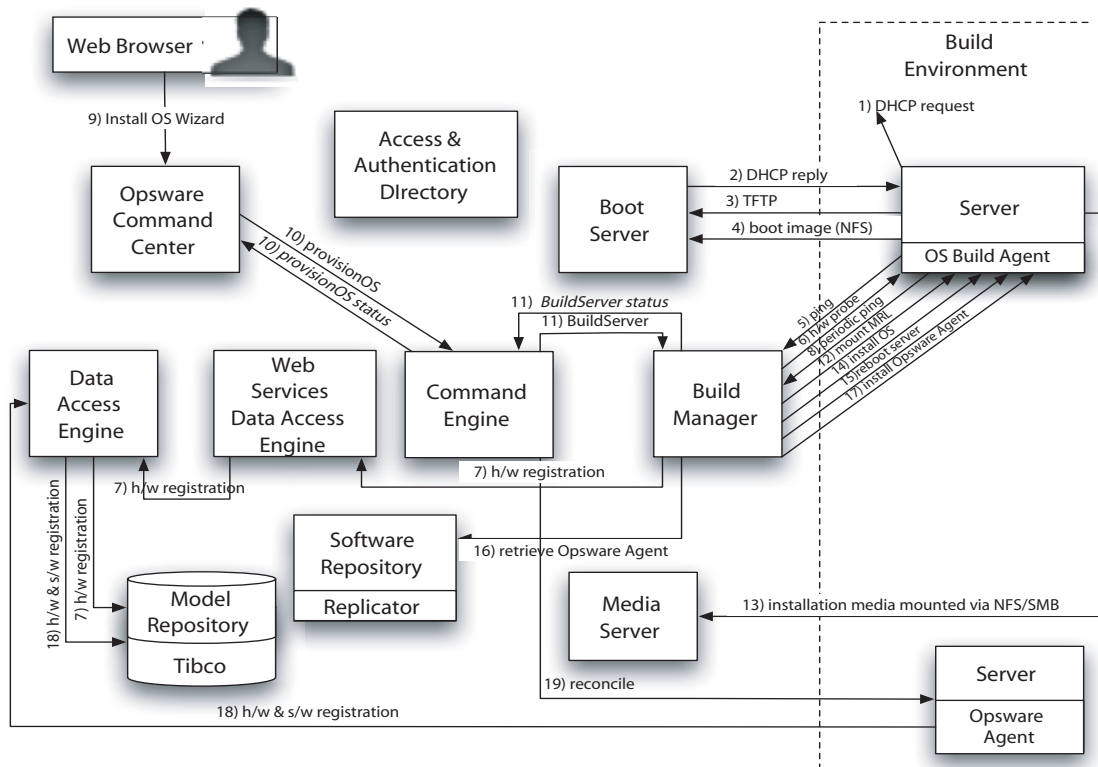 Web Browser
Build
Environment
1) DHCP request
9) Install OS Wizard
Access &
Authentication
DIrectory
Opsware
Command
Center
Boot
Server
2) DHCP reply
3) TFTP
4) boot image (NFS)
Server
OS Build Agent
10) provisionOS
10) provisionOS status
11) BuildServer status
11) BuildServer
5) ping
6) h/w probe
8) periodic ping
12) mount MRL
14) install OS
15)reboot server
17) install Opsware Agent
Data
Access
Engine
Web
Services
Data Access
Engine
Command
Engine
Build
Manager
7) h/w registration
7) h/w registration
18) h/w & s/w registration
7) h/w registration
Software
Repository
Replicator
16) retrieve Opsware Agent
Model
Repository
Tibco
Media
Server
13) installation media mounted via NFS/SMB
19) reconcile
Server
Opsware
Agent
18) h/w & s/w registration